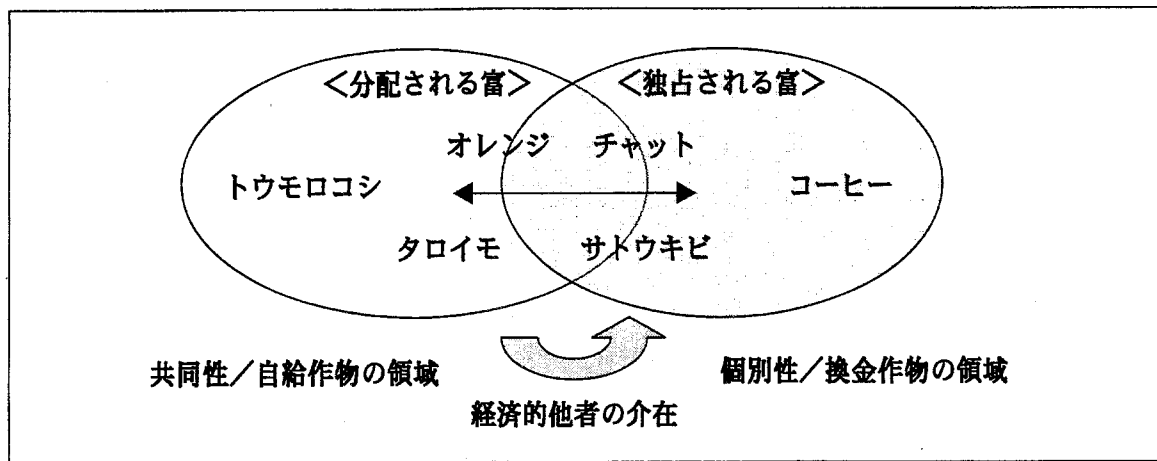 <分配される富> <独占される富>
オレンジ チャット
トウモロコシ コーヒー
タロイモ サトウキビ
共同性／自給作物の領域 個別性／換金作物の領域
経済的他者の介在